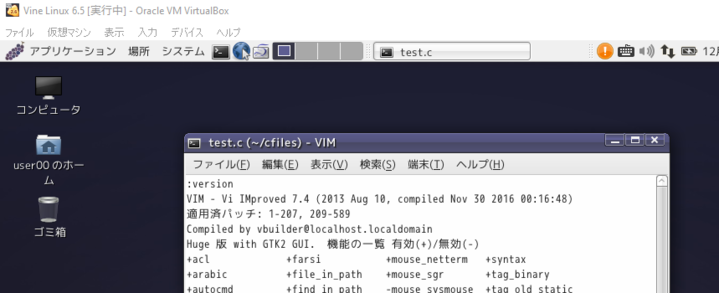 Vine Linux 6.5 [実行中] - Oracle VM VirtualBox
ファイル 仮想マシン 表示 入力 デバイス ヘルプ
アプリケーション 場所 システム test.c 12月
コンピュータ
user00 のホーム
ゴミ箱
test.c (~/cfiles) - VIM
ファイル(F) 編集(E) 表示(V) 検索(S) 端末(T) ヘルプ(H)
:version
VIM - Vi IMproved 7.4 (2013 Aug 10, compiled Nov 30 2016 00:16:48)
適用済パッチ: 1-207, 209-589
Compiled by vbuilder@localhost.localdomain
Huge 版 with GTK2 GUI. 機能の一覧 有効(+)/無効(-)
+acl +farsi +mouse_netterm +syntax
+arabic +file_in_path +mouse_sgr +tag_binary
+autocmd +find_in_path -mouse_sysmouse +tag_old_static